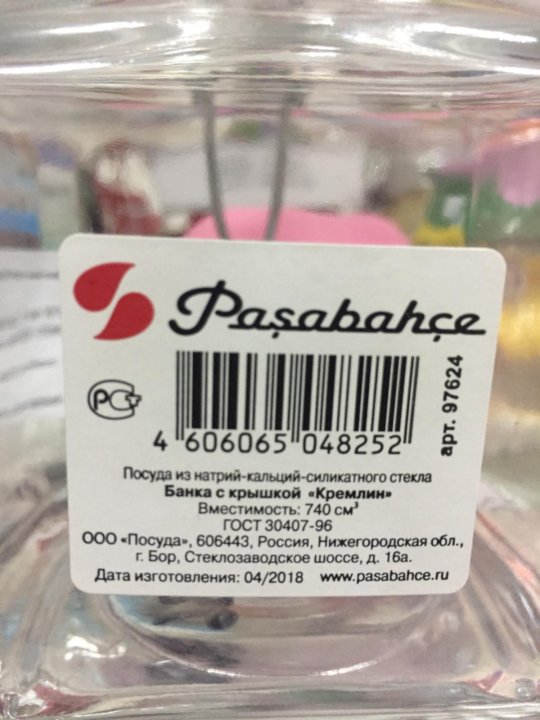 Paşabahçe
арт. 97624
4 606065 048252
Посуда из натрий-кальций-силикатного стекла
Банка с крышкой «Кремлин»
Вместимость: 740 см³
ГОСТ 30407-96
ООО «Посуда», 606443, Россия, Нижегородская обл.,
г. Бор, Стеклозаводское шоссе, д. 16а.
Дата изготовления: 04/2018 www.pasabahce.ru